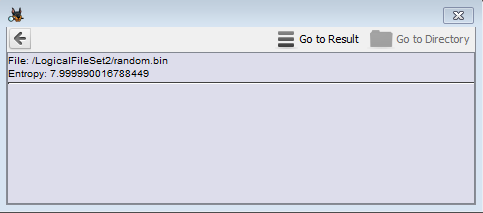 Go to Result Go to Directory
File: /LogicalFileSet2/random.bin
Entropy: 7.999990016788449